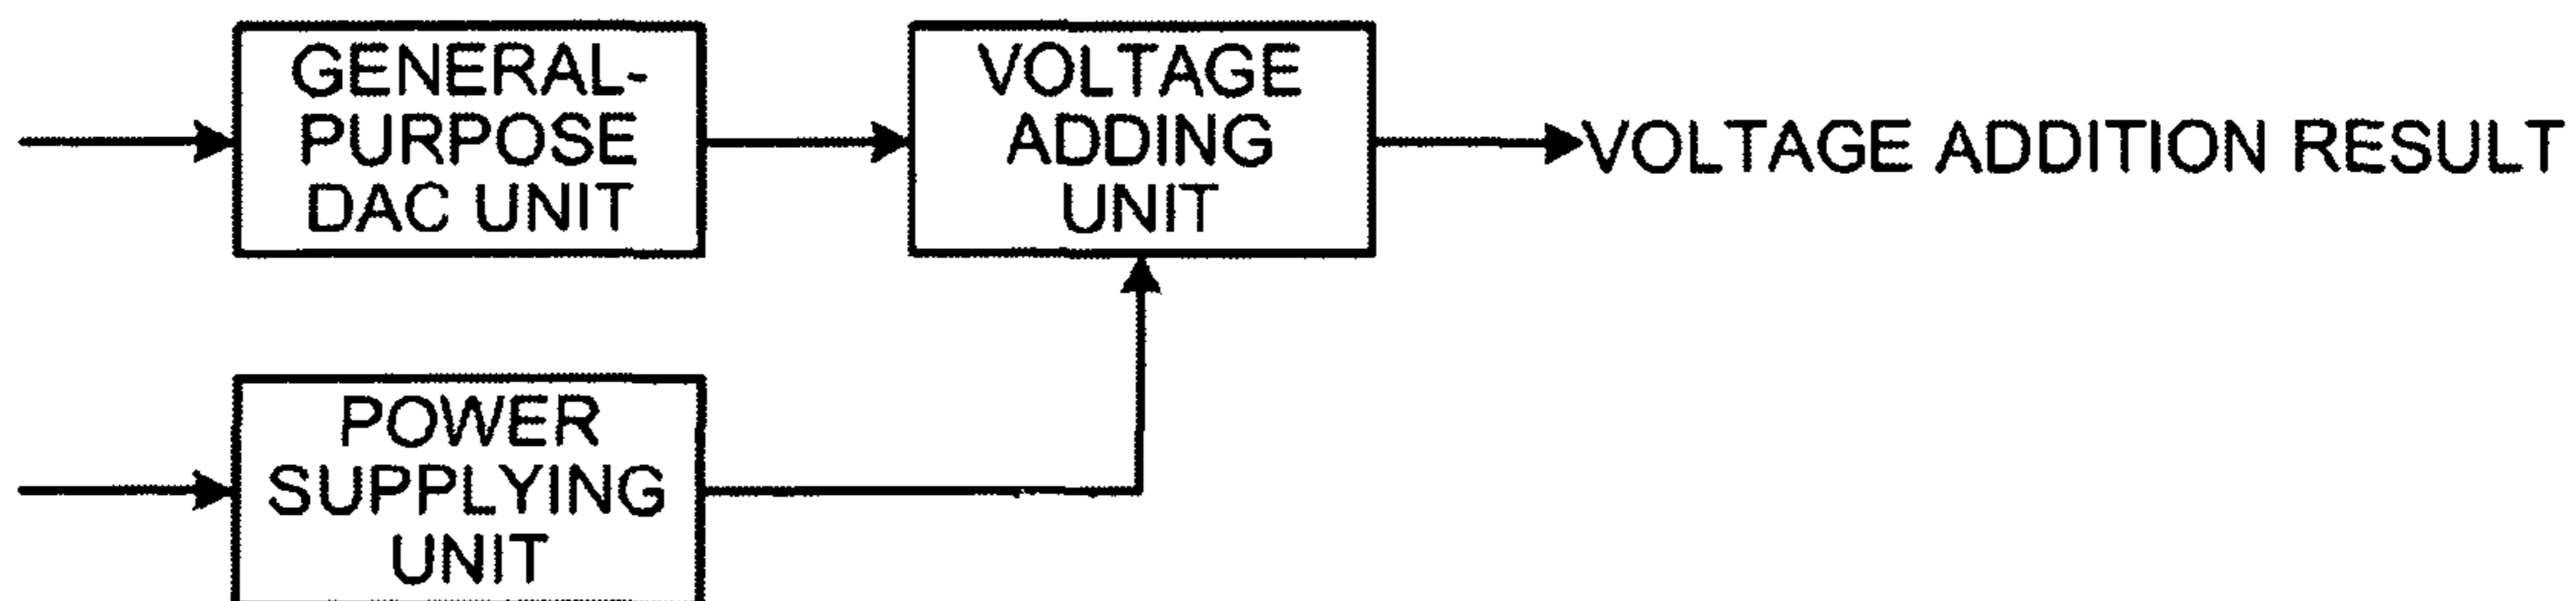 GENERAL-
PURPOSE
DAC UNIT
VOLTAGE
ADDING
UNIT
VOLTAGE ADDITION RESULT
POWER
SUPPLYING
UNIT